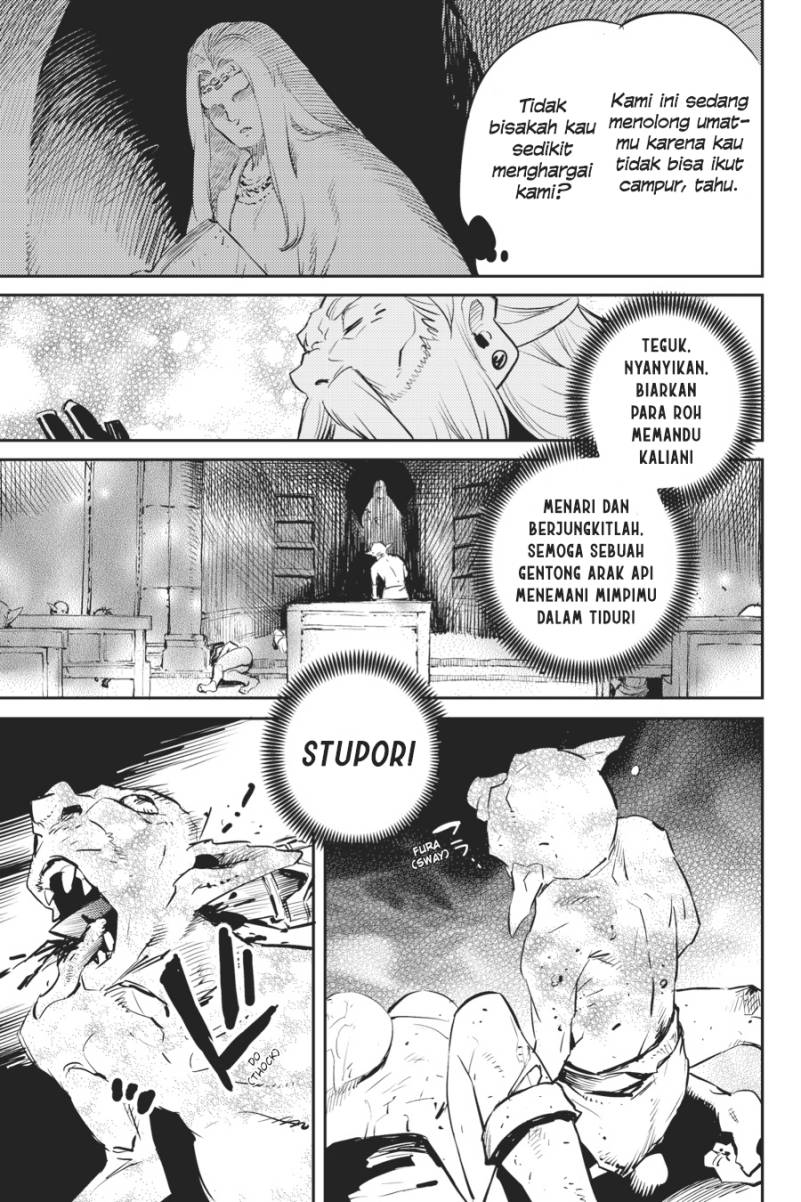 Kami ini sedang
menolong umat-
mu karena kau
tidak bisa ikut
campur, tahu.
Tidak
bisakah kau
sedikit
menghargai
kami?
TEGUK,
NYANYIKAN,
BIARKAN
PARA ROH
MEMANDU
KALIAN!
MENARI DAN
BERJUNGKITLAH,
SEMOGA SEBUAH
GENTONG ARAK API
MENEMANI MIMPIMU
DALAM TIDUR!
STUPOR!
FURA
(SWAY)
ドッ
DO
(THOCK)